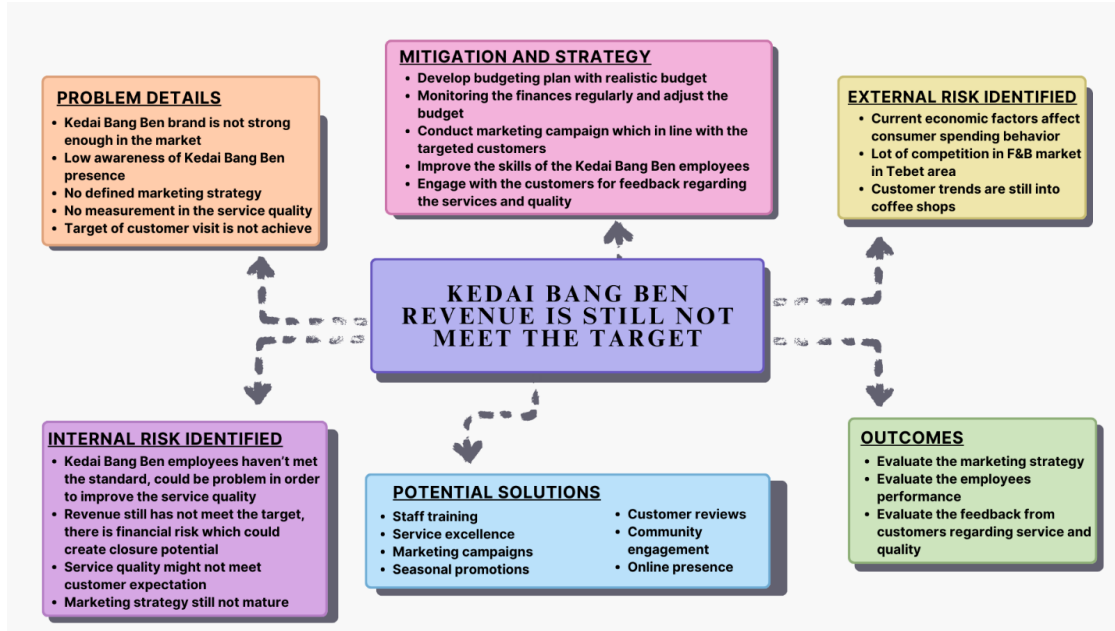 PROBLEM DETAILS
• Kedai Bang Ben brand is not strong
enough in the market
• Low awareness of Kedai Bang Ben
presence
• No defined marketing strategy
• No measurement in the service quality
• Target of customer visit is not achieve
MITIGATION AND STRATEGY
• Develop budgeting plan with realistic budget
• Monitoring the finances regularly and adjust the
budget
• Conduct marketing campaign which in line with the
targeted customers
• Improve the skills of the Kedai Bang Ben employees
• Engage with the customers for feedback regarding
the services and quality
EXTERNAL RISK IDENTIFIED
• Current economic factors affect
consumer spending behavior
• Lot of competition in F&B market
in Tebet area
• Customer trends are still into
coffee shops
KEDAI BANG BEN
REVENUE IS STILL NOT
MEET THE TARGET
INTERNAL RISK IDENTIFIED
• Kedai Bang Ben employees haven't met
the standard, could be problem in order
to improve the service quality
• Revenue still has not met the target,
there is financial risk which could
create closure potential
• Service quality might not meet
customer expectation
• Marketing strategy still not mature
POTENTIAL SOLUTIONS
• Staff training
• Service excellence
• Marketing campaigns
• Seasonal promotions
• Customer reviews
• Community
engagement
• Online presence
OUTCOMES
• Evaluate the marketing strategy
• Evaluate the employees
performance
• Evaluate the feedback from
customers regarding service and
quality